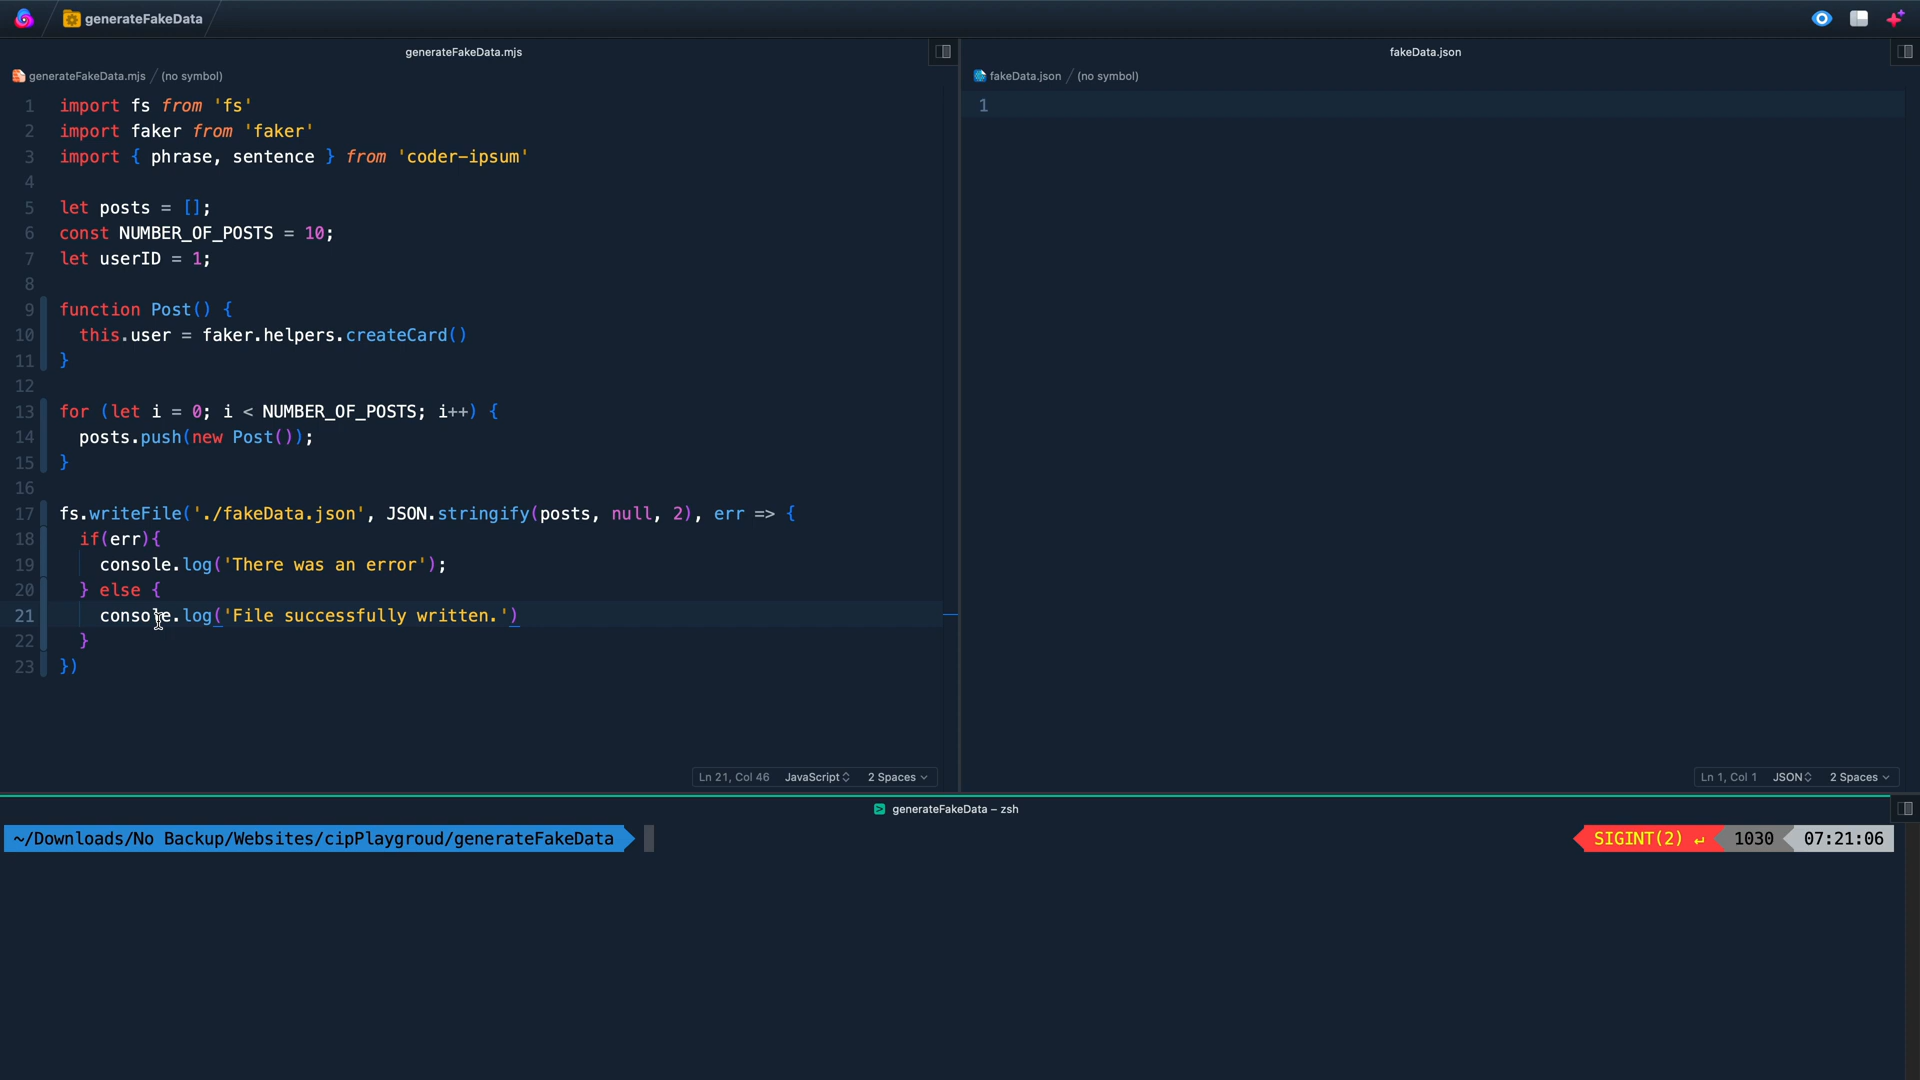 generateFakeData
generateFakeData.mjs
generateFakeData.mjs / (no symbol)
1 import fs from 'fs'
2 import faker from 'faker'
3 import { phrase, sentence } from 'coder-ipsum'
4
5 let posts = [];
6 const NUMBER_OF_POSTS = 10;
7 let userID = 1;
8
9 function Post() {
10 this.user = faker.helpers.createCard()
11 }
12
13 for (let i = 0; i < NUMBER_OF_POSTS; i++) {
14 posts.push(new Post());
15 }
16
17 fs.writeFile('./fakeData.json', JSON.stringify(posts, null, 2), err => {
18 if(err){
19 console.log('There was an error');
20 } else {
21 console.log('File successfully written.')
22 }
23 })
Ln 21, Col 46 JavaScript 2 Spaces
fakeData.json
fakeData.json / (no symbol)
1
Ln 1, Col 1 JSON 2 Spaces
generateFakeData – zsh
~/Downloads/No Backup/Websites/cipPlaygroud/generateFakeData SIGINT(2) ↵ 1030 07:21:06